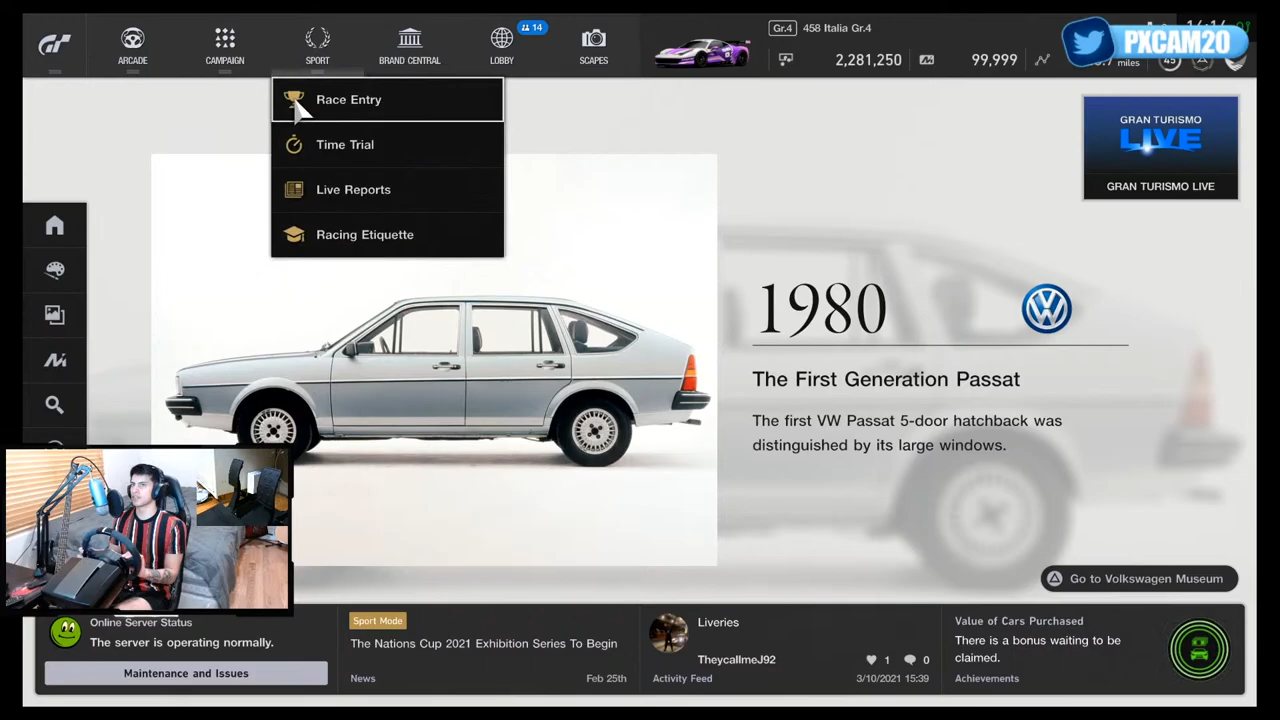 ARCADE
CAMPAIGN
SPORT
BRAND CENTRAL
14
LOBBY
SCAPES
Gr.4 458 Italia Gr.4
2,281,250
99,999
miles
45
PXCAM20
Race Entry
Time Trial
Live Reports
Racing Etiquette
GRAN TURISMO
LIVE
GRAN TURISMO LIVE
1980
The First Generation Passat
The first VW Passat 5-door hatchback was
distinguished by its large windows.
Go to Volkswagen Museum
Online Server Status
The server is operating normally.
Maintenance and Issues
Sport Mode
The Nations Cup 2021 Exhibition Series To Begin
News Feb 25th
Liveries
TheycallmeJ92
1 0
Activity Feed 3/10/2021 15:39
Value of Cars Purchased
There is a bonus waiting to be
claimed.
Achievements